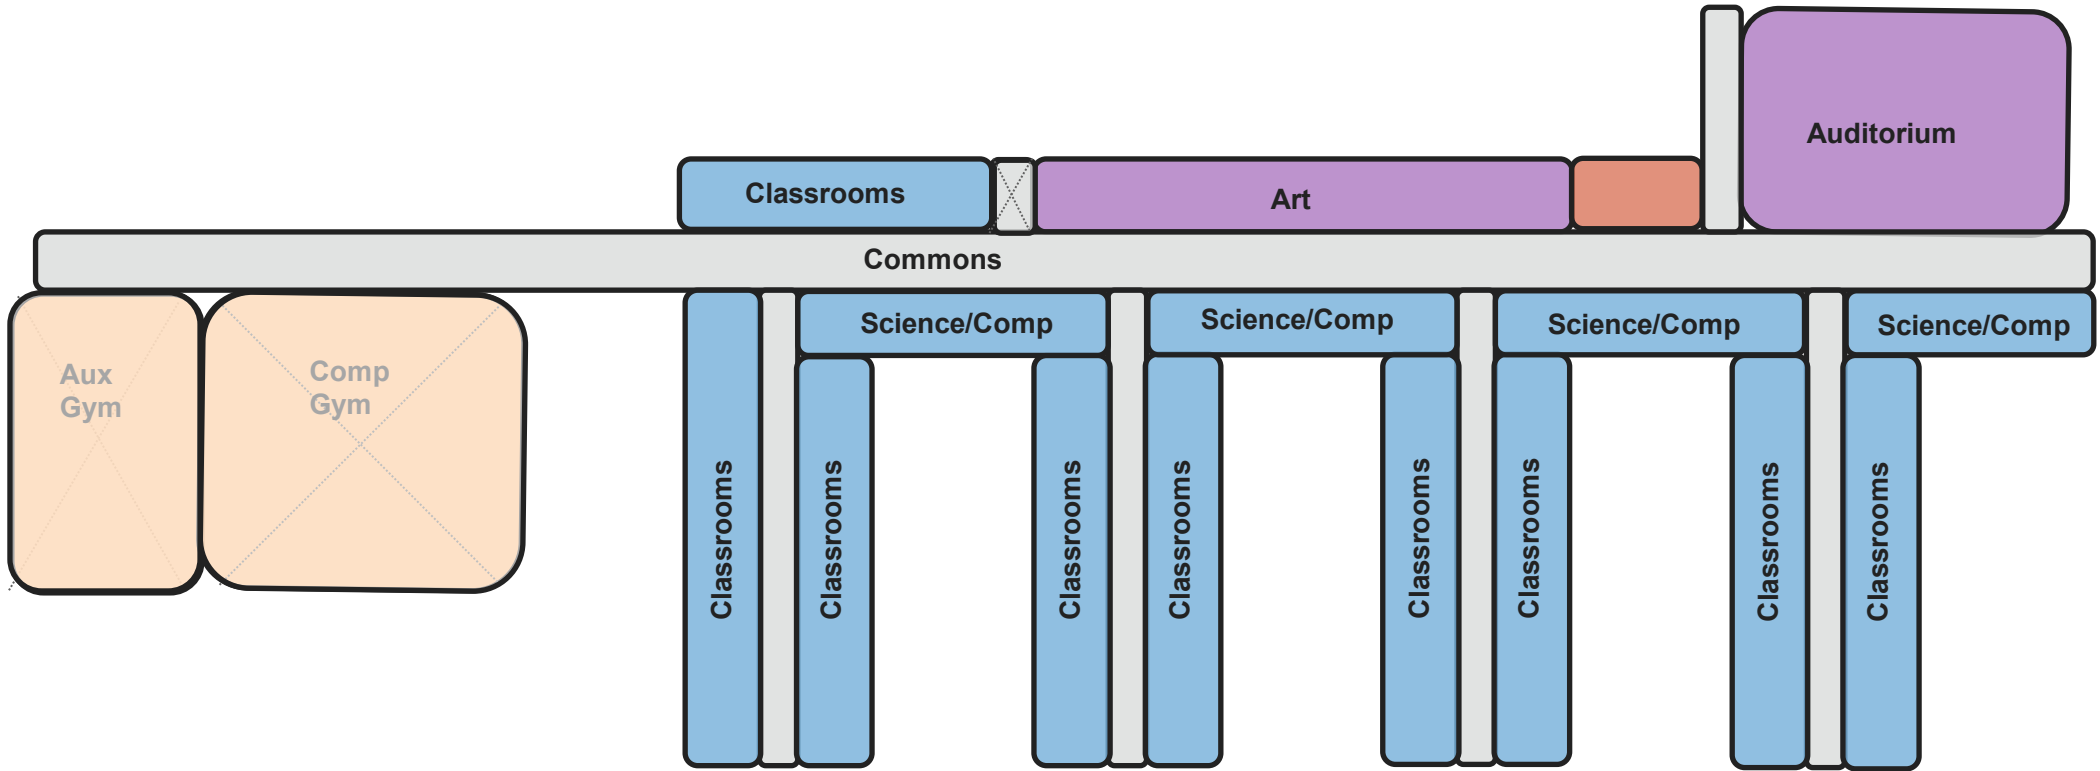 Auditorium
Classrooms
Art
Commons
Science/Comp
Science/Comp
Science/Comp
Science/Comp
Aux
Gym
Comp
Gym
Classrooms
Classrooms
Classrooms
Classrooms
Classrooms
Classrooms
Classrooms
Classrooms